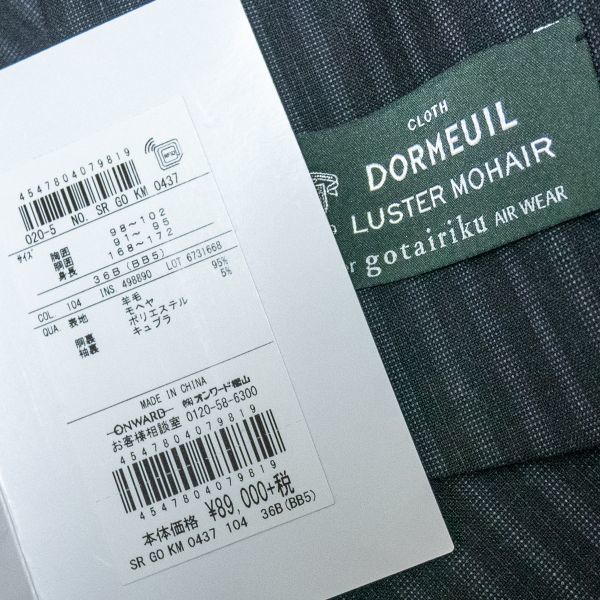 4547804079819
020-5 NO. SR GO KM 0437
サイズ
胸囲 98~102
胴囲 91~ 95
身長 168~172
36B(BB5)
COL. 104 INS 498890 LOT 6731668
QUA. 表地 羊毛 95%
モヘヤ 5%
胴裏 ポリエステル
袖裏 キュプラ
MADE IN CHINA
ONWARD ㈱オンワード樫山
お客様相談室 0120-58-6300
4547804079819
4547804079819
本体価格 ¥89,000+税
SR GO KM 0437 104 36B(BB5)
CLOTH
DORMEUIL
LUSTER MOHAIR
gotairiku AIR WEAR